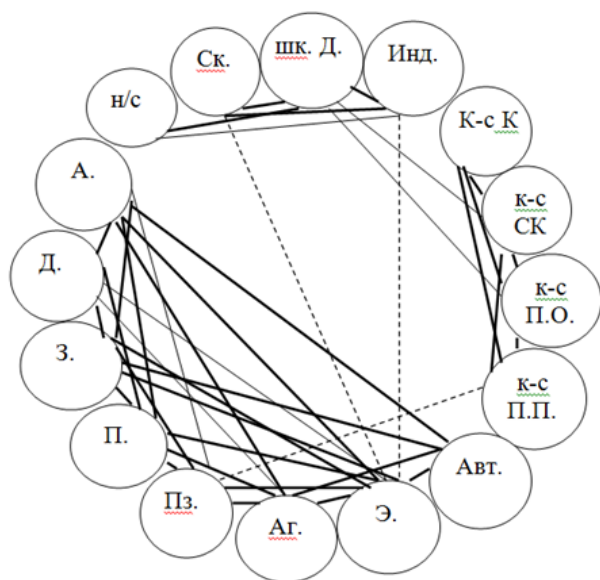 шк. Д.
Ск.
Инд.
н/с
К-с К
А.
к-с
СК
Д.
к-с
П.О.
З.
к-с
П.П.
П.
Авт.
Пз.
Аг.
Э.